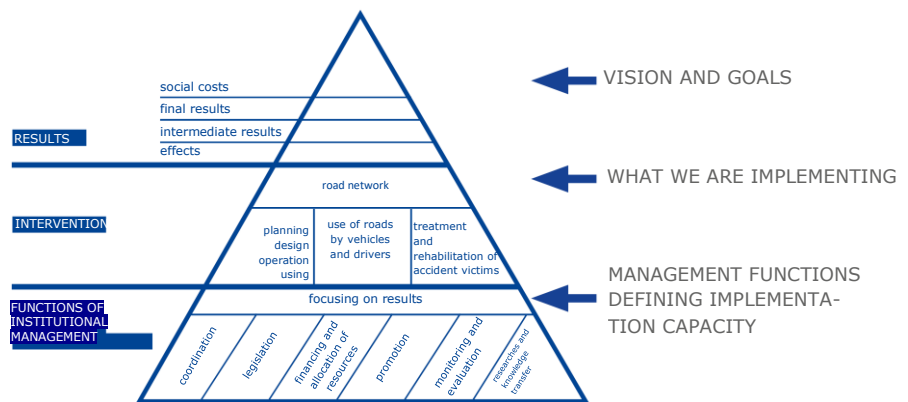 social costs
final results
intermediate results
effects
RESULTS
VISION AND GOALS
road network
WHAT WE ARE IMPLEMENTING
INTERVENTION
planning
design
operation
using
use of roads
by vehicles
and drivers
treatment
and
rehabilitation of
accident victims
FUNCTIONS OF
INSTITUTIONAL
MANAGEMENT
focusing on results
MANAGEMENT FUNCTIONS
DEFINING IMPLEMENTA-
TION CAPACITY
coordination
legislation
financing and
allocation of
resources
promotion
monitoring and
evaluation
researches and
knowledge
transfer